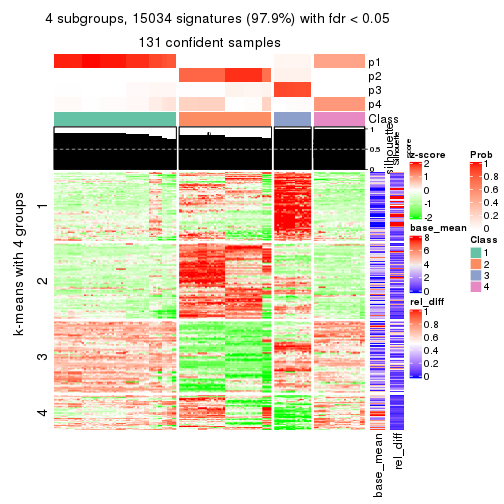 4 subgroups, 15034 signatures (97.9%) with fdr < 0.05
131 confident samples
p1
p2
p3
p4
Class
1
0.5
0
silhouette
Silhouette
score
k-means with 4 groups
1
2
3
4
base_mean
rel_diff
z-score
2
1
0
-1
-2
base_mean
8
6
4
2
0
rel_diff
1
0.8
0.6
0.4
0.2
0
Prob
1
0.8
0.6
0.4
0.2
0
Class
1
2
3
4